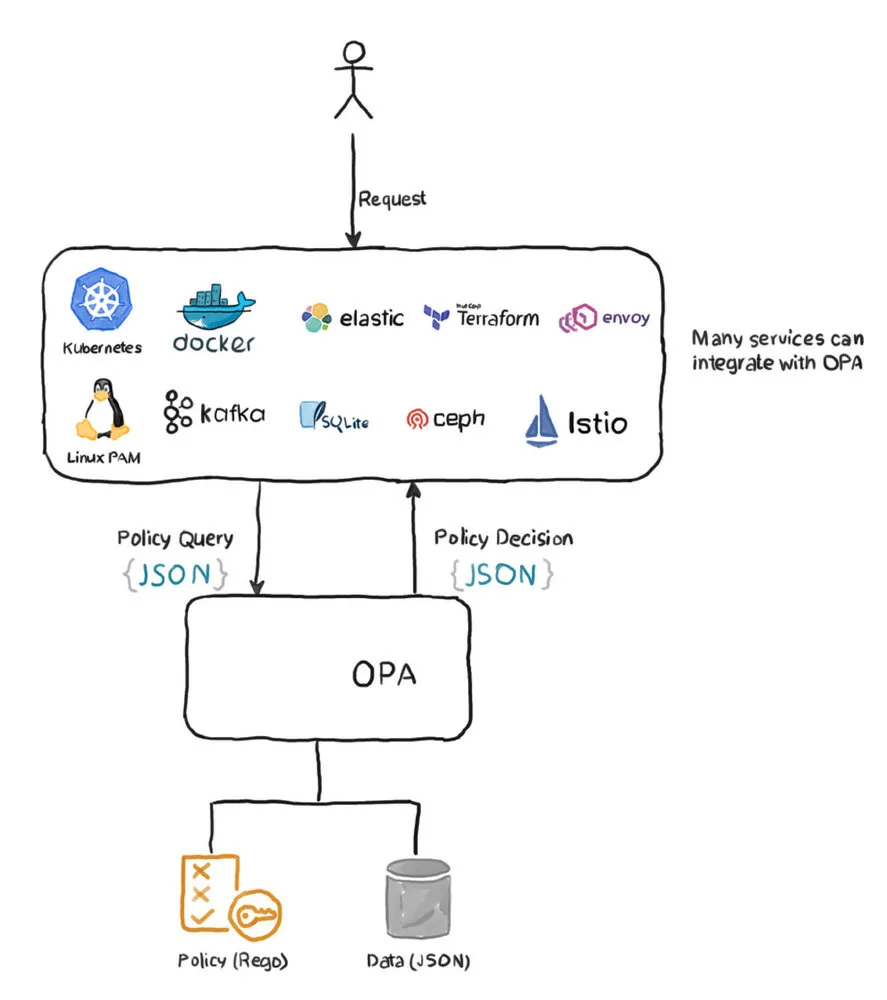 Request
Kubernetes
docker
elastic
Terraform
envoy
Many services can
integrate with OPA
Linux PAM
kafka
SQLite
ceph
Istio
Policy Query
{JSON}
Policy Decision
{JSON}
OPA
Policy (Rego)
Data (JSON)